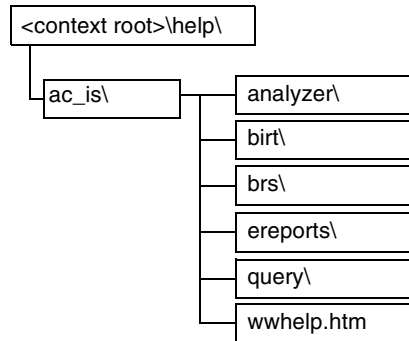 <context root>\help\
ac_is\
analyzer\
birt\
brs\
ereports\
query\
wwhelp.htm